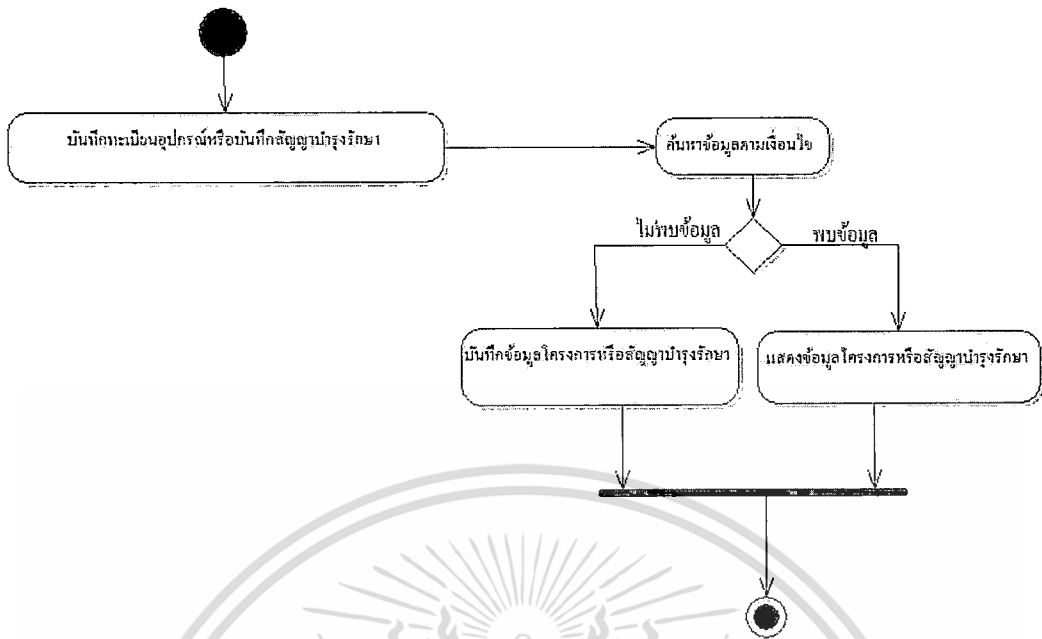 บันทึกทะเบียนอุปกรณ์หรือบันทึกสัญญาบำรุงรักษา
ค้นหาข้อมูลตามเงื่อนไข
ไม่พบข้อมูล
พบข้อมูล
บันทึกข้อมูลโครงการหรือสัญญาบำรุงรักษา
แสดงข้อมูลโครงการหรือสัญญาบำรุงรักษา